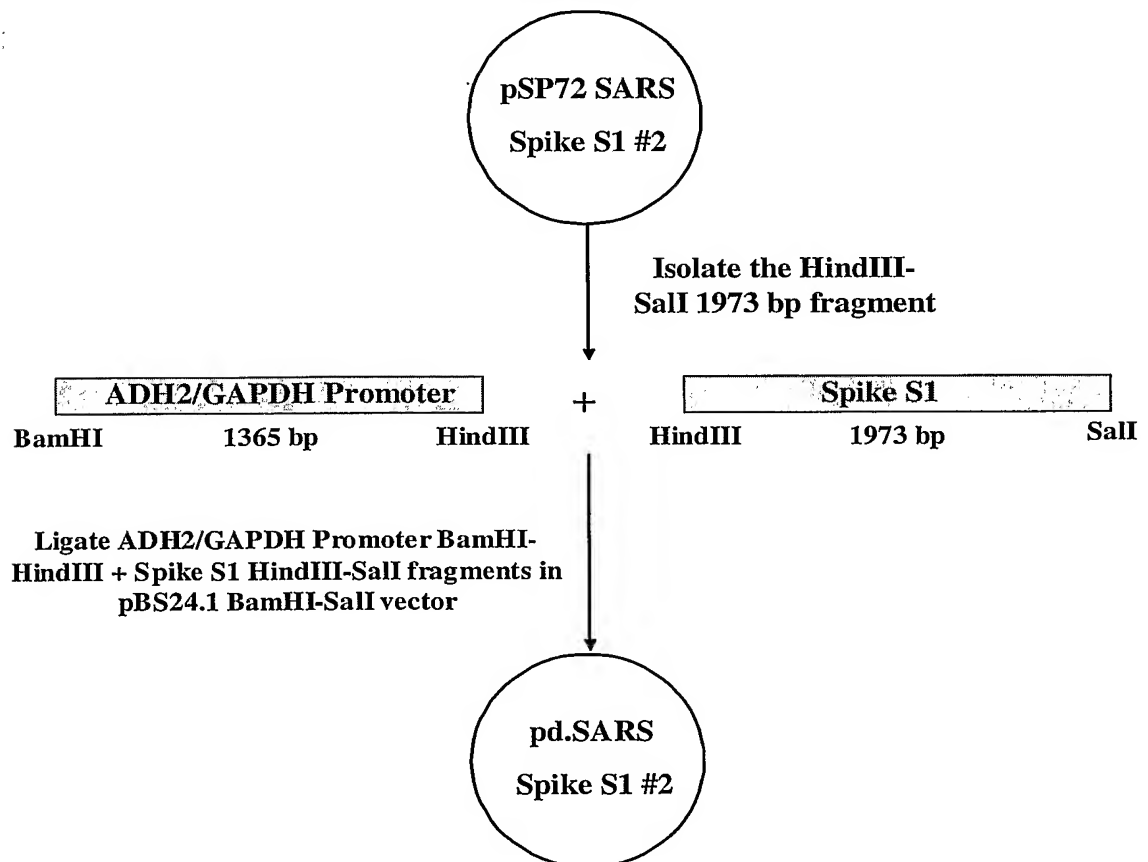 pSP72 SARS
Spike S1 #2
Isolate the HindIII-
SalI 1973 bp fragment
ADH2/GAPDH Promoter
+
Spike S1
BamHI 1365 bp HindIII
HindIII 1973 bp SalI
Ligate ADH2/GAPDH Promoter BamHI-
HindIII + Spike S1 HindIII-SalI fragments in
pBS24.1 BamHI-SalI vector
pd.SARS
Spike S1 #2